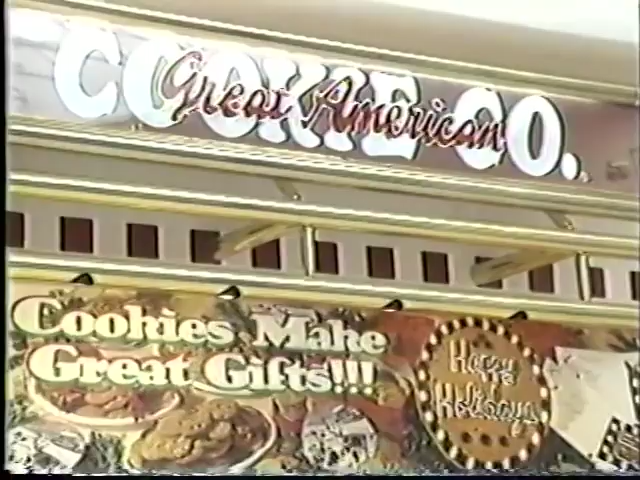 COOKIE CO.
Great American
Cookies Make
Great Gifts!!!
Happy
Holidays